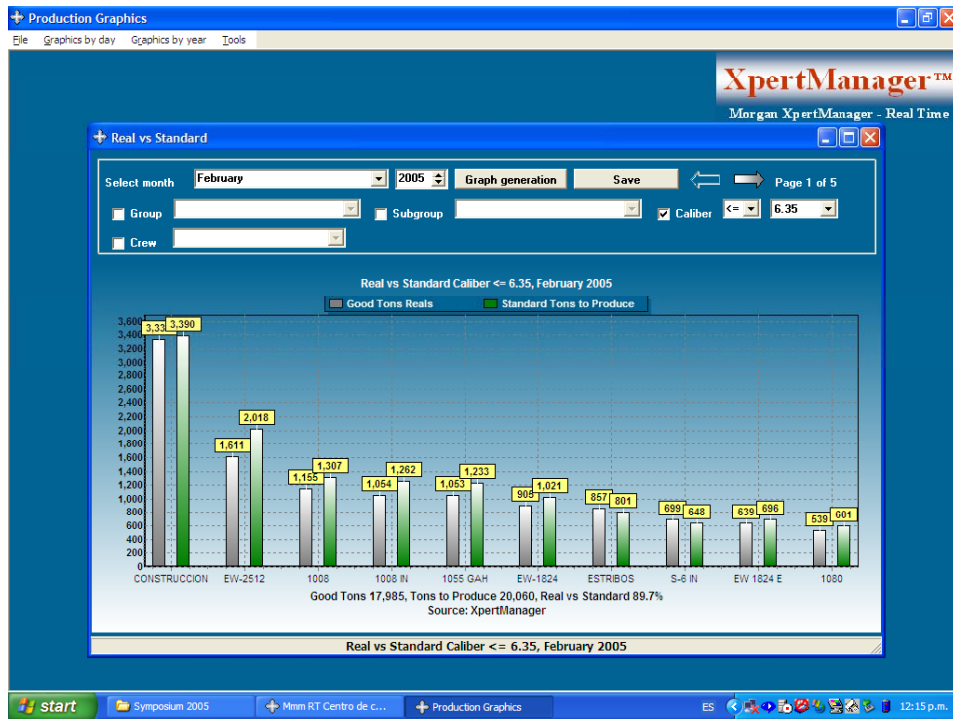 Production Graphics
File Graphics by day Graphics by year Tools
XpertManager™
Morgan XpertManager - Real Time
Real vs Standard
Select month February 2005 Graph generation Save Page 1 of 5
Group Subgroup Caliber <= 6.35
Crew
Real vs Standard Caliber <= 6.35, February 2005
Good Tons Reals Standard Tons to Produce
3,600
3,400
3,200
3,000
2,800
2,600
2,400
2,200
2,000
1,800
1,600
1,400
1,200
1,000
800
600
400
200
0
3,390
1,611 2,018
1,155 1,307
1,054 1,262
1,053 1,233
905 1,021
857 801
699 648
639 696
539 601
CONSTRUCCION EW-2512 1008 1008 IN 1055 GAH EW-1824 ESTRIBOS S-6 IN EW 1824 E 1080
Good Tons 17,985, Tons to Produce 20,060, Real vs Standard 89.7%
Source: XpertManager
Real vs Standard Caliber <= 6.35, February 2005
start Symposium 2005 Mmm RT Centro de c... Production Graphics ES 12:15 p.m.